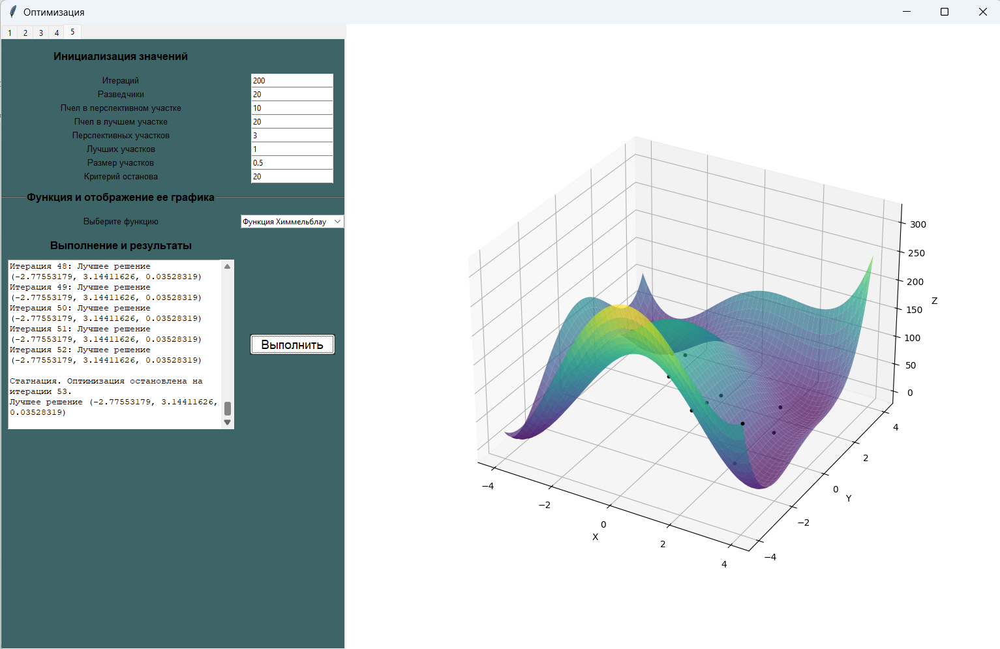 Оптимизация
1 2 3 4 5
Инициализация значений
Итераций 200
Разведчики 20
Пчел в перспективном участке 10
Пчел в лучшем участке 20
Перспективных участков 3
Лучших участков 1
Размер участков 0.5
Критерий останова 20
Функция и отображение ее графика
Выберите функцию Функция Химмельблау
Выполнение и результаты
Итерация 48: Лучшее решение
(-2.77553179, 3.14411626, 0.03528319)
Итерация 49: Лучшее решение
(-2.77553179, 3.14411626, 0.03528319)
Итерация 50: Лучшее решение
(-2.77553179, 3.14411626, 0.03528319)
Итерация 51: Лучшее решение
(-2.77553179, 3.14411626, 0.03528319)
Итерация 52: Лучшее решение
(-2.77553179, 3.14411626, 0.03528319)
Стагнация. Оптимизация остановлена на
итерации 53.
Лучшее решение (-2.77553179, 3.14411626,
0.03528319)
Выполнить
300
250
200
Z
150
100
50
0
4
2
0
Y
−2
−4
−4
−2
0
X
2
4